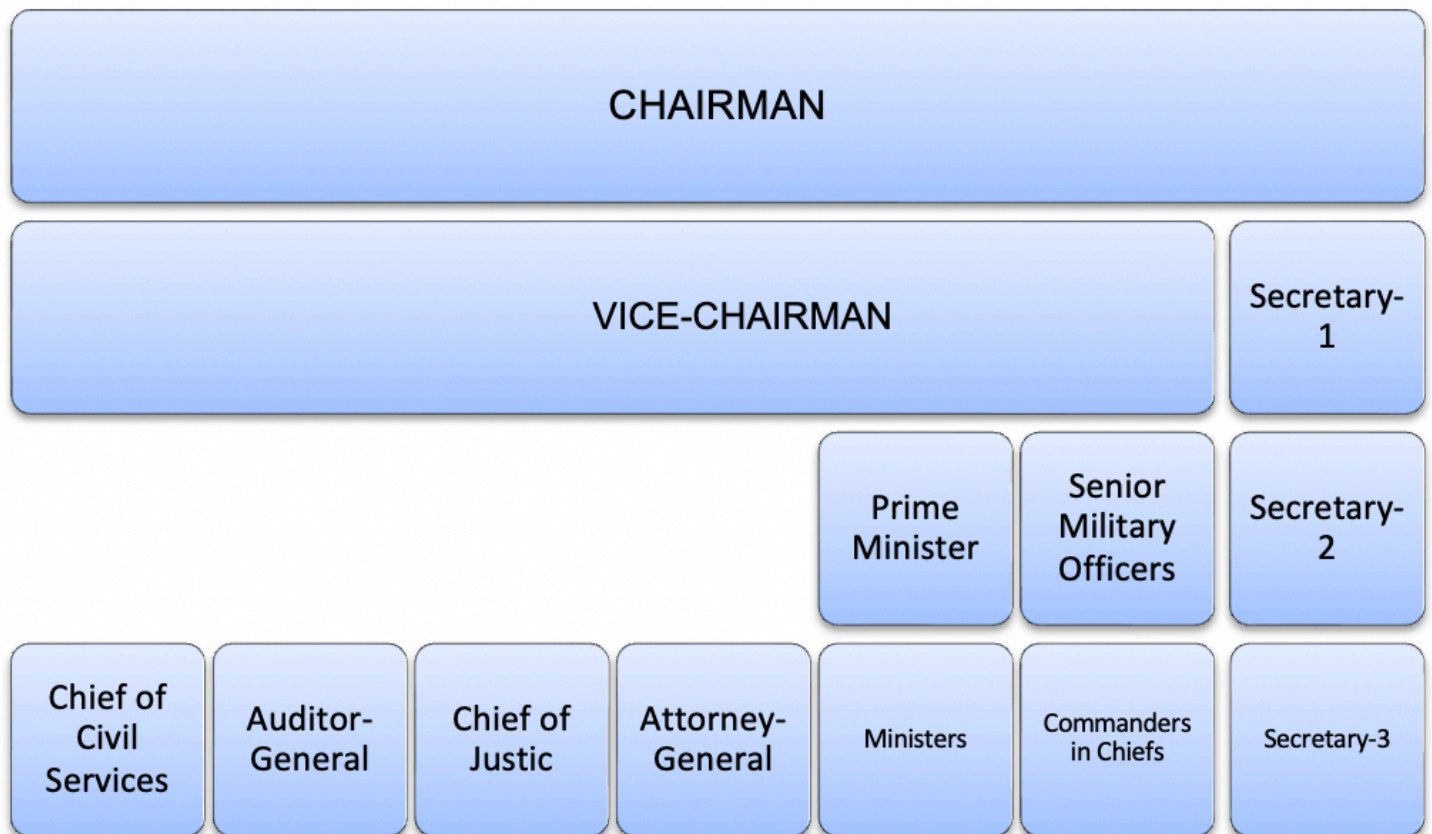 CHAIRMAN
VICE-CHAIRMAN
Secretary-
1
Prime
Minister
Senior
Military
Officers
Secretary-
2
Chief of
Civil
Services
Auditor-
General
Chief of
Justic
Attorney-
General
Ministers
Commanders
in Chiefs
Secretary-3